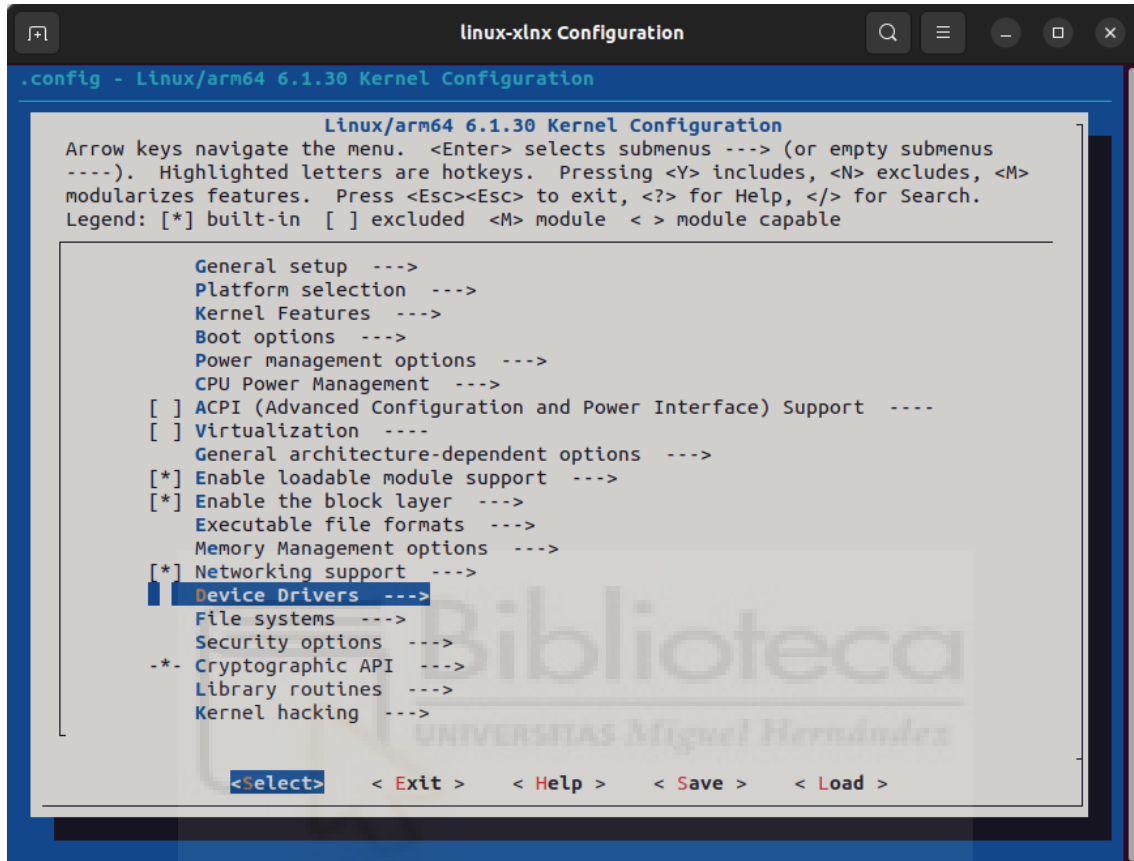 linux-xlnx Configuration
.config - Linux/arm64 6.1.30 Kernel Configuration
Linux/arm64 6.1.30 Kernel Configuration
Arrow keys navigate the menu. <Enter> selects submenus ---> (or empty submenus
----). Highlighted letters are hotkeys. Pressing <Y> includes, <N> excludes, <M>
modularizes features. Press <Esc><Esc> to exit, <?> for Help, </> for Search.
Legend: [*] built-in [ ] excluded <M> module < > module capable
General setup --->
Platform selection --->
Kernel Features --->
Boot options --->
Power management options --->
CPU Power Management --->
[ ] ACPI (Advanced Configuration and Power Interface) Support ----
[ ] Virtualization ----
General architecture-dependent options --->
[*] Enable loadable module support --->
[*] Enable the block layer --->
Executable file formats --->
Memory Management options --->
[*] Networking support --->
Device Drivers --->
File systems --->
Security options --->
-*- Cryptographic API --->
Library routines --->
Kernel hacking --->
Biblioteca
UNIVERSITAS Miguel Hernández
<Select> < Exit > < Help > < Save > < Load >